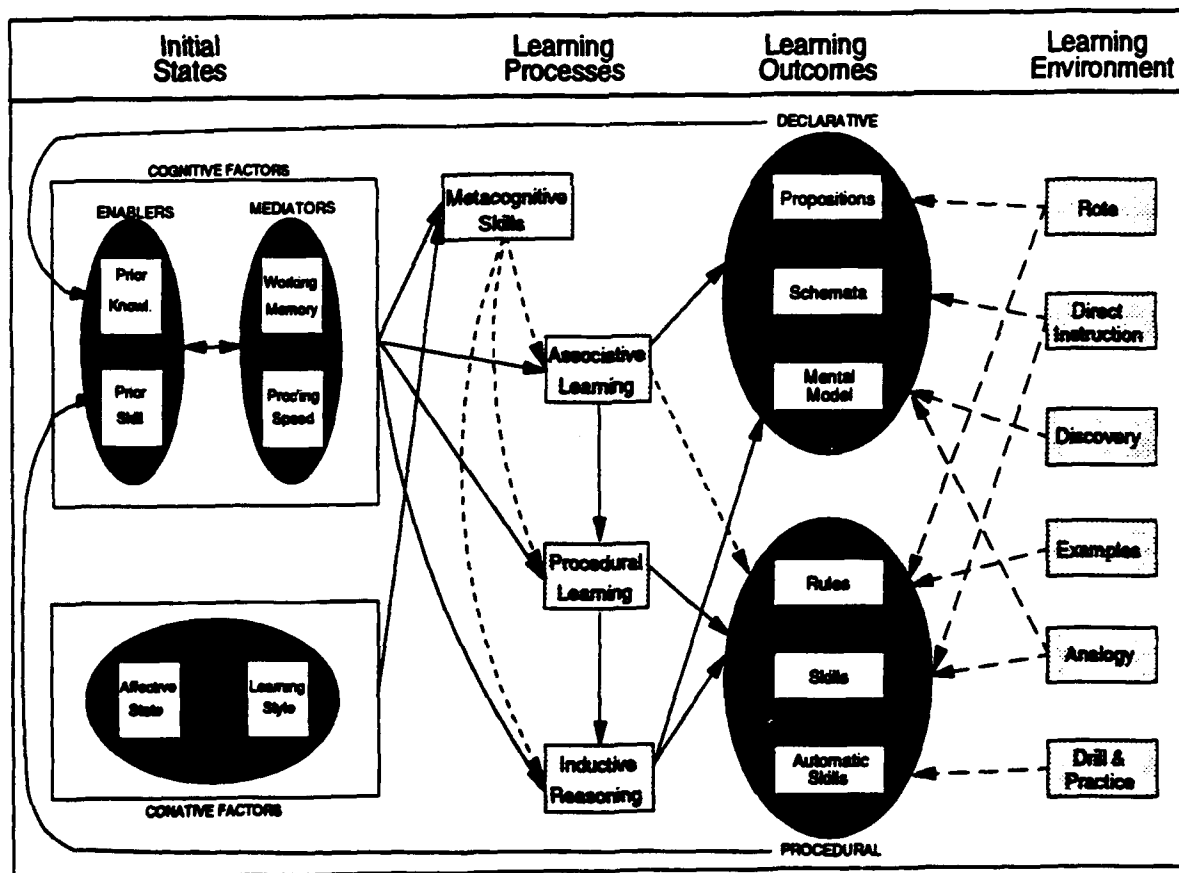 Initial
States
Learning
Processes
Learning
Outcomes
Learning
Environment
COGNITIVE FACTORS
ENABLERS
MEDIATORS
Prior
Knowl.
Prior
Skill
Working
Memory
Proc'ing
Speed
Affective
State
Learning
Style
CONATIVE FACTORS
Metacognitive
Skills
Associative
Learning
Procedural
Learning
Inductive
Reasoning
DECLARATIVE
Propositions
Schemata
Mental
Model
Rules
Skills
Automatic
Skills
PROCEDURAL
Rote
Direct
Instruction
Discovery
Examples
Analogy
Drill &
Practice